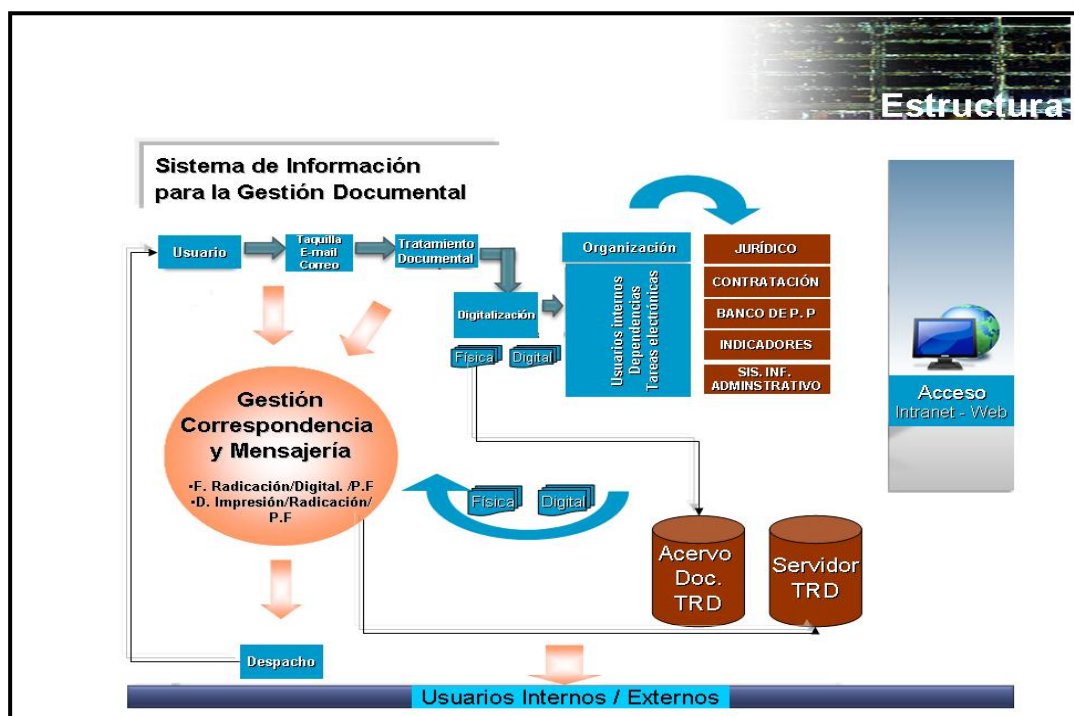 Estructura
Sistema de Información
para la Gestión Documental
Usuario
Taquilla
E-mail
Correo
Tratamiento
Documental
Digitalización
Física
Digital
Organización
Usuarios internos
Dependencias
Tareas electrónicas
JURÍDICO
CONTRATACIÓN
BANCO DE P. P
INDICADORES
SIS. INF.
ADMINSTRATIVO
Acceso
Intranet - Web
Gestión
Correspondencia
y Mensajería
•F. Radicación/Digital. /P.F
•D. Impresión/Radicación/
P.F
Física
Digital
Acervo
Doc.
TRD
Servidor
TRD
Despacho
Usuarios Internos / Externos